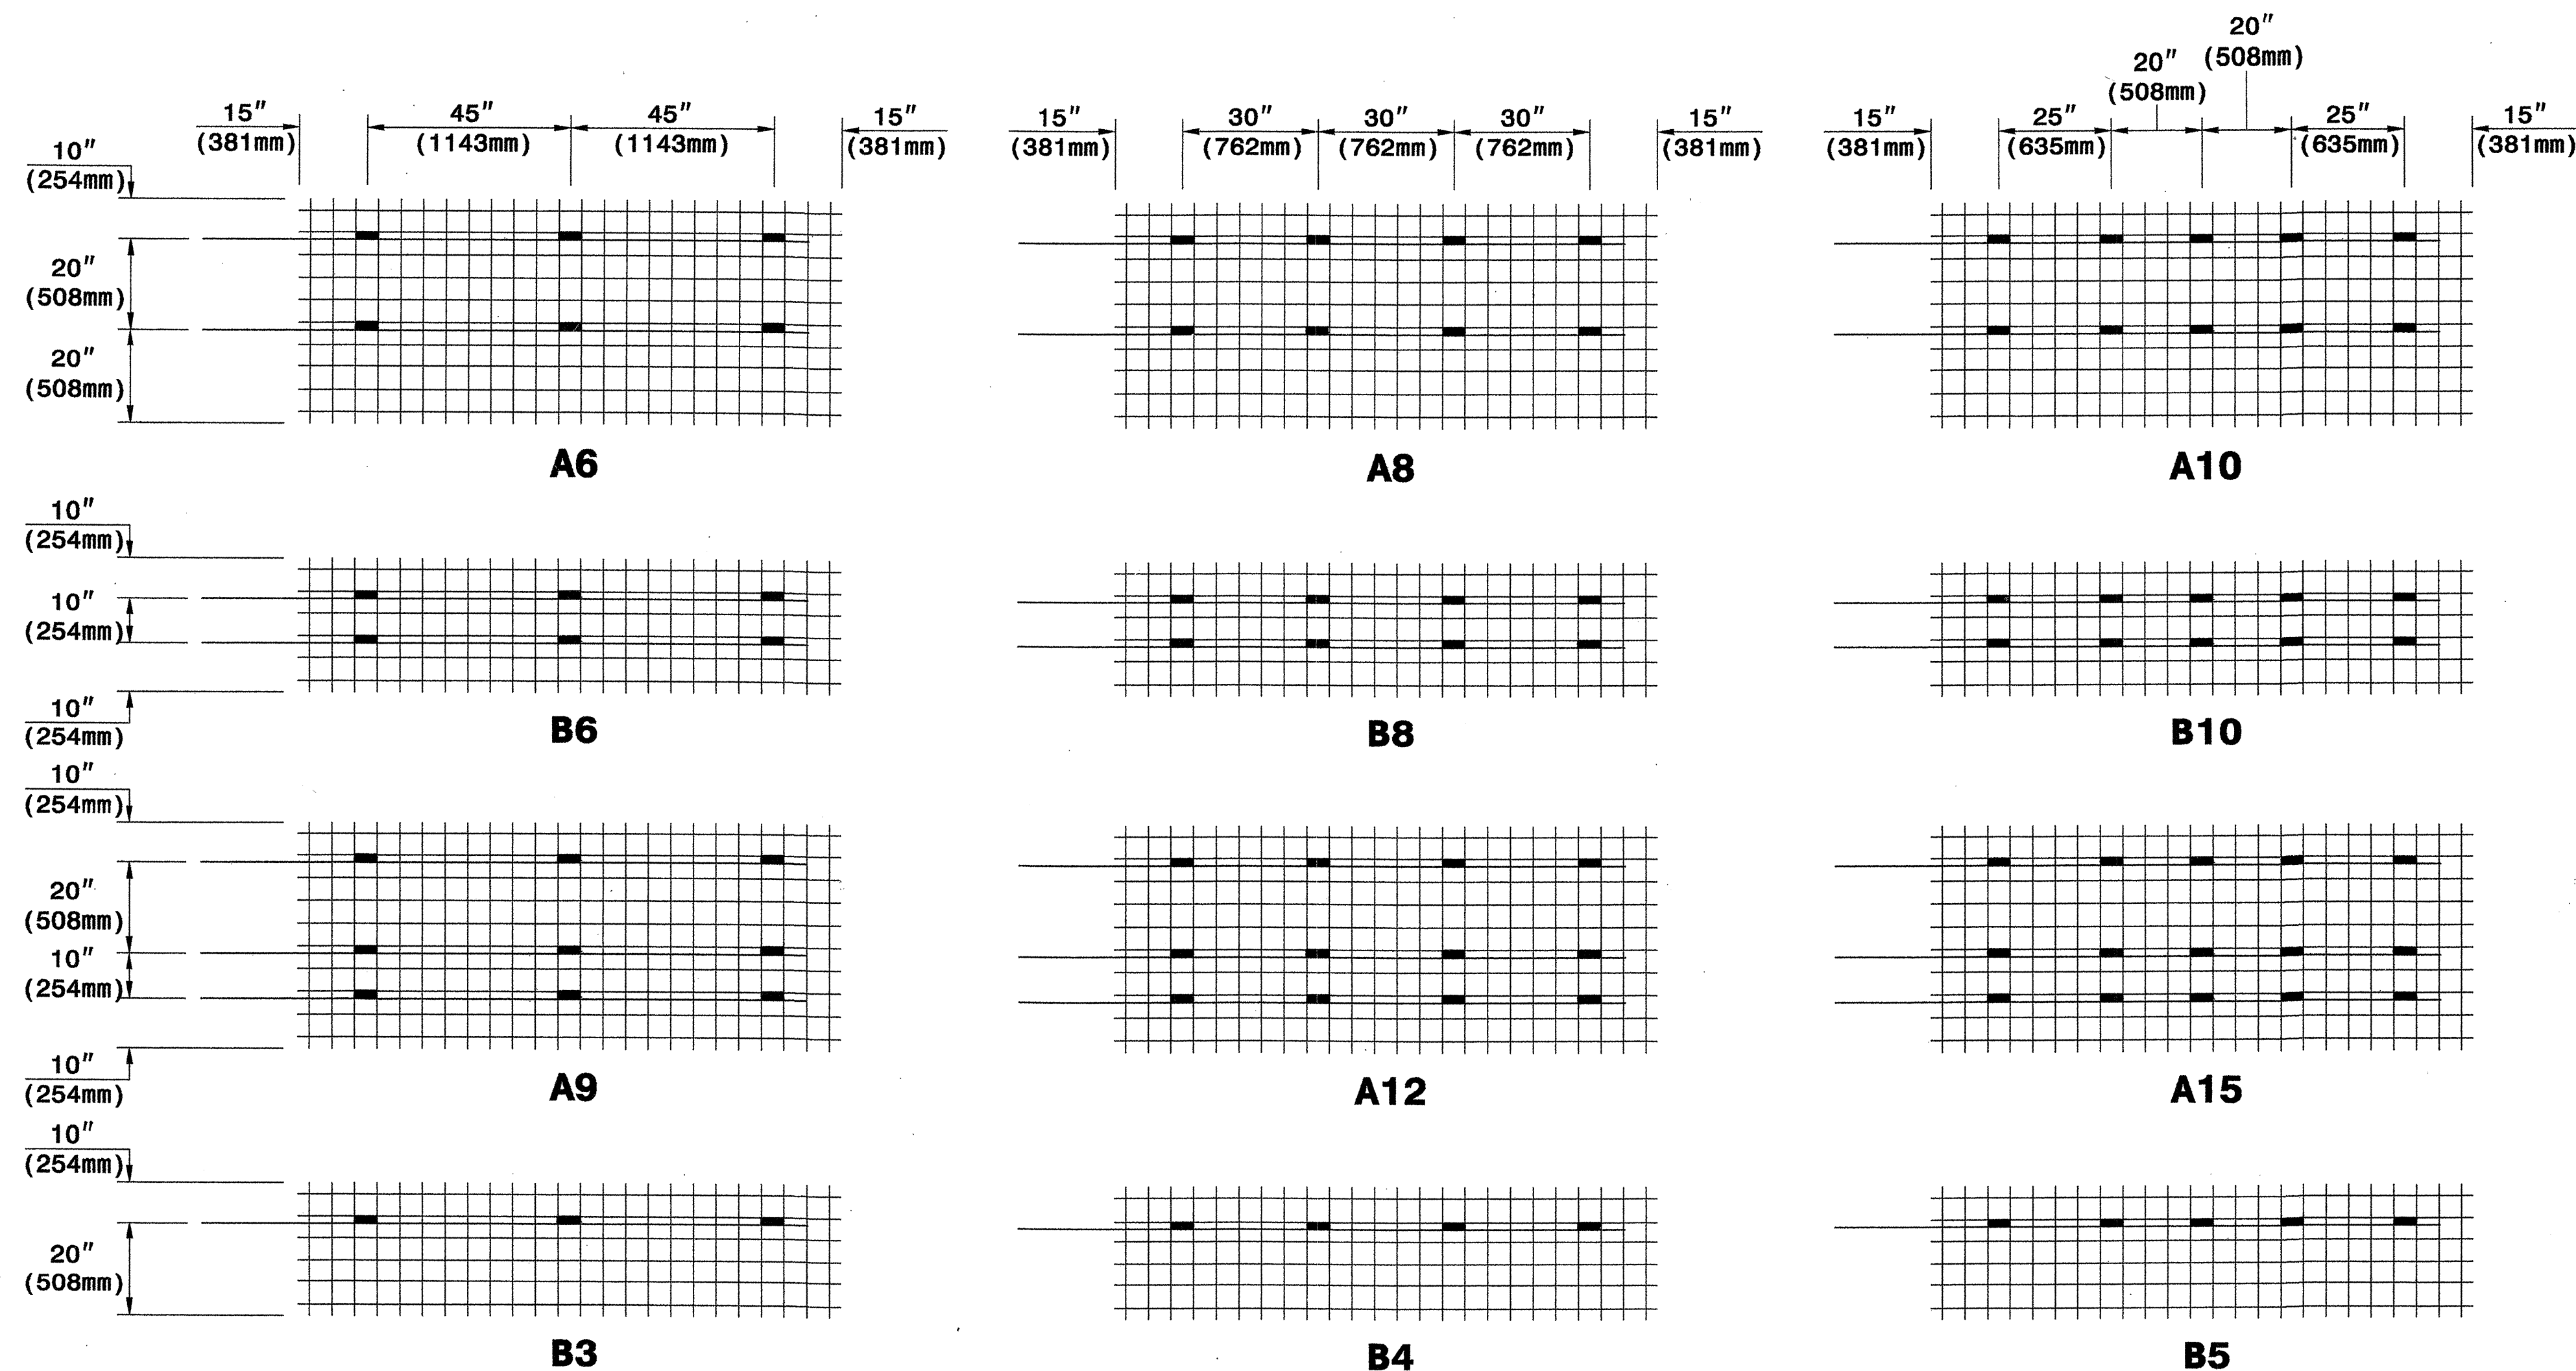 20″
(508mm)
20″
(508mm)
15″
(381mm)
45″
(1143mm)
45″
(1143mm)
15″
(381mm)
15″
(381mm)
30″
(762mm)
30″
(762mm)
30″
(762mm)
15″
(381mm)
15″
(381mm)
25″
(635mm)
25″
(635mm)
15″
(381mm)
10″
(254mm)
20″
(508mm)
20″
(508mm)
A6
A8
A10
10″
(254mm)
10″
(254mm)
10″
(254mm)
B6
B8
B10
10″
(254mm)
20″
(508mm)
10″
(254mm)
10″
(254mm)
A9
A12
A15
10″
(254mm)
20″
(508mm)
B3
B4
B5